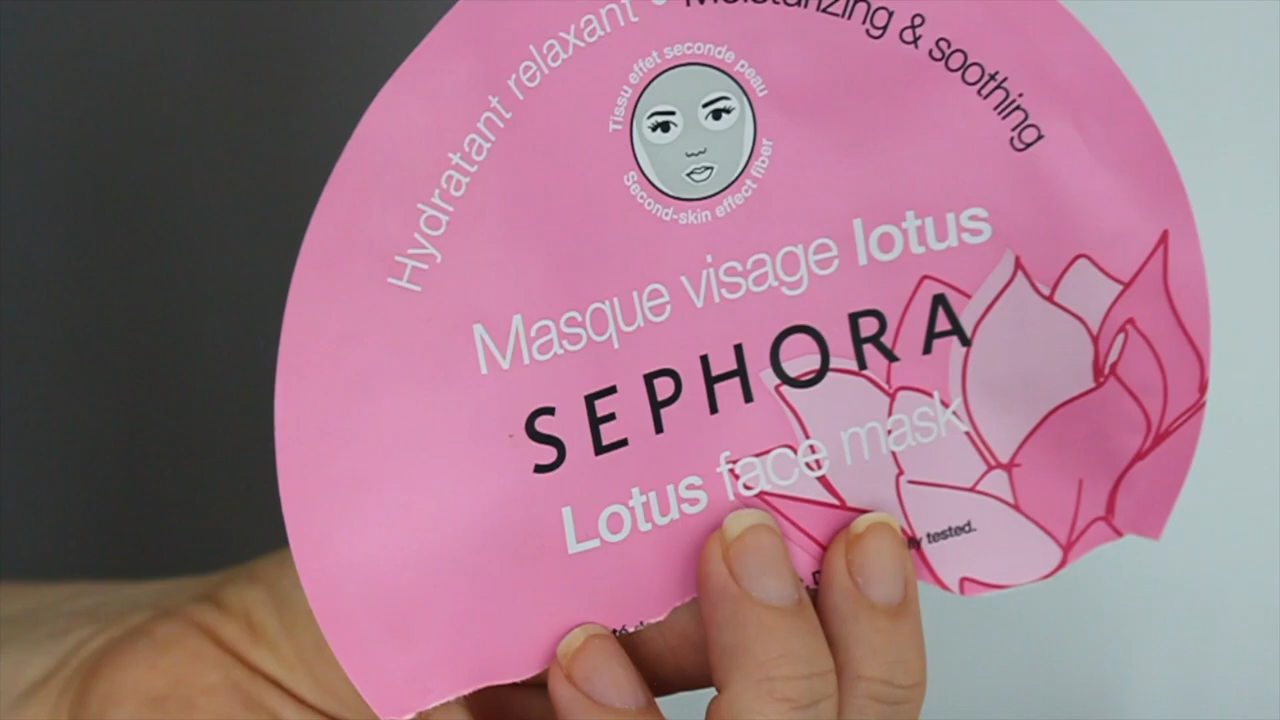 Hydratant relaxant
Moisturizing & soothing
Tissu effet seconde peau
Second-skin effect fiber
Masque visage lotus
SEPHORA
Lotus face mask
tested.